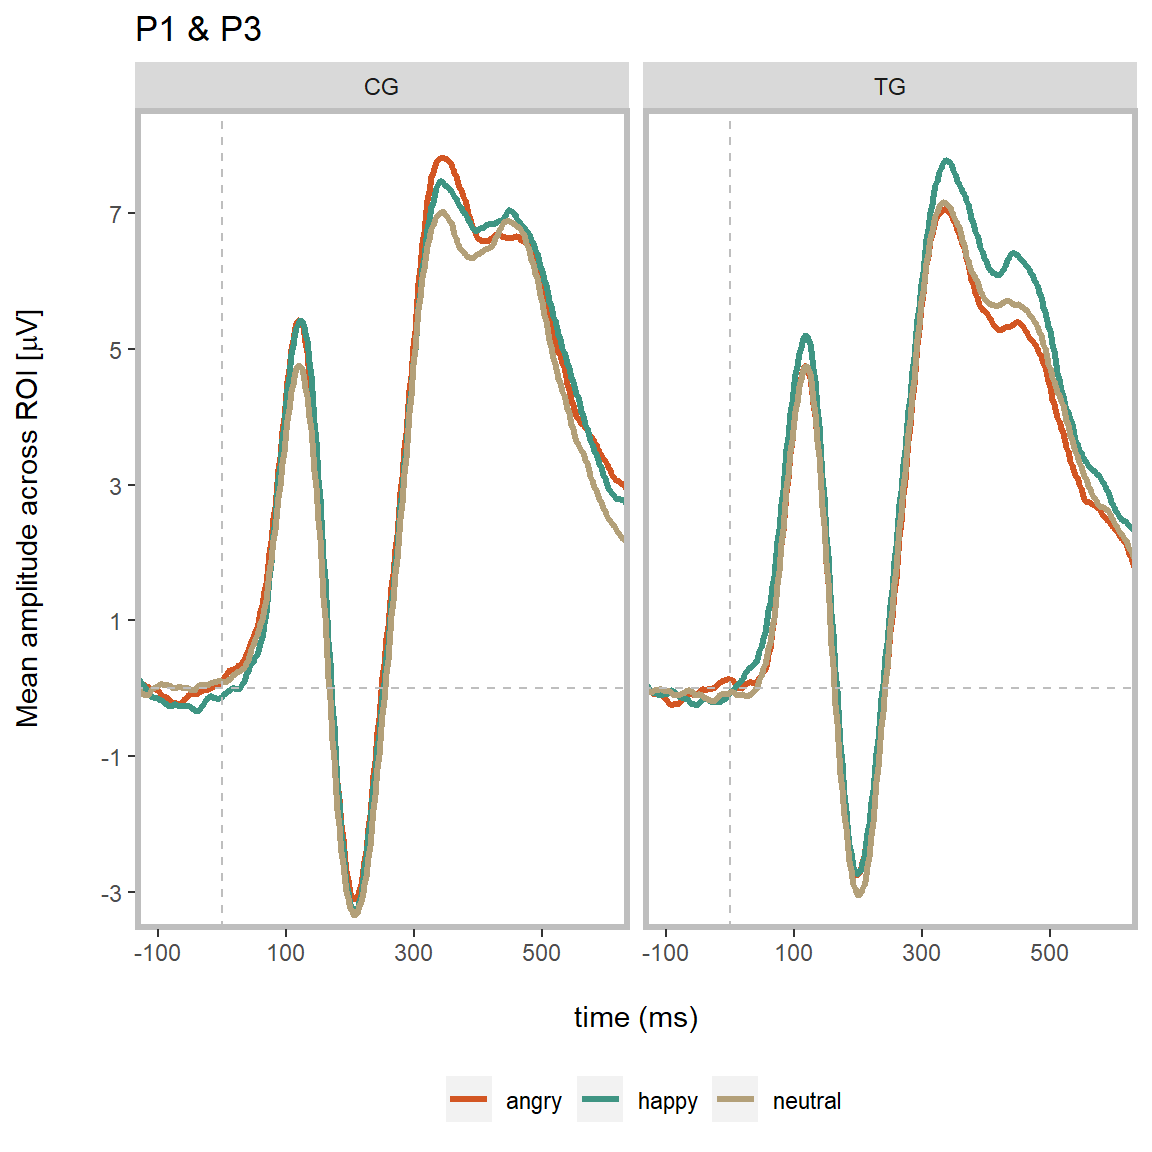 P1 & P3
CG
TG
Mean amplitude across ROI [µV]
7
5
3
1
-1
-3
-100 100 300 500
-100 100 300 500
time (ms)
angry happy neutral